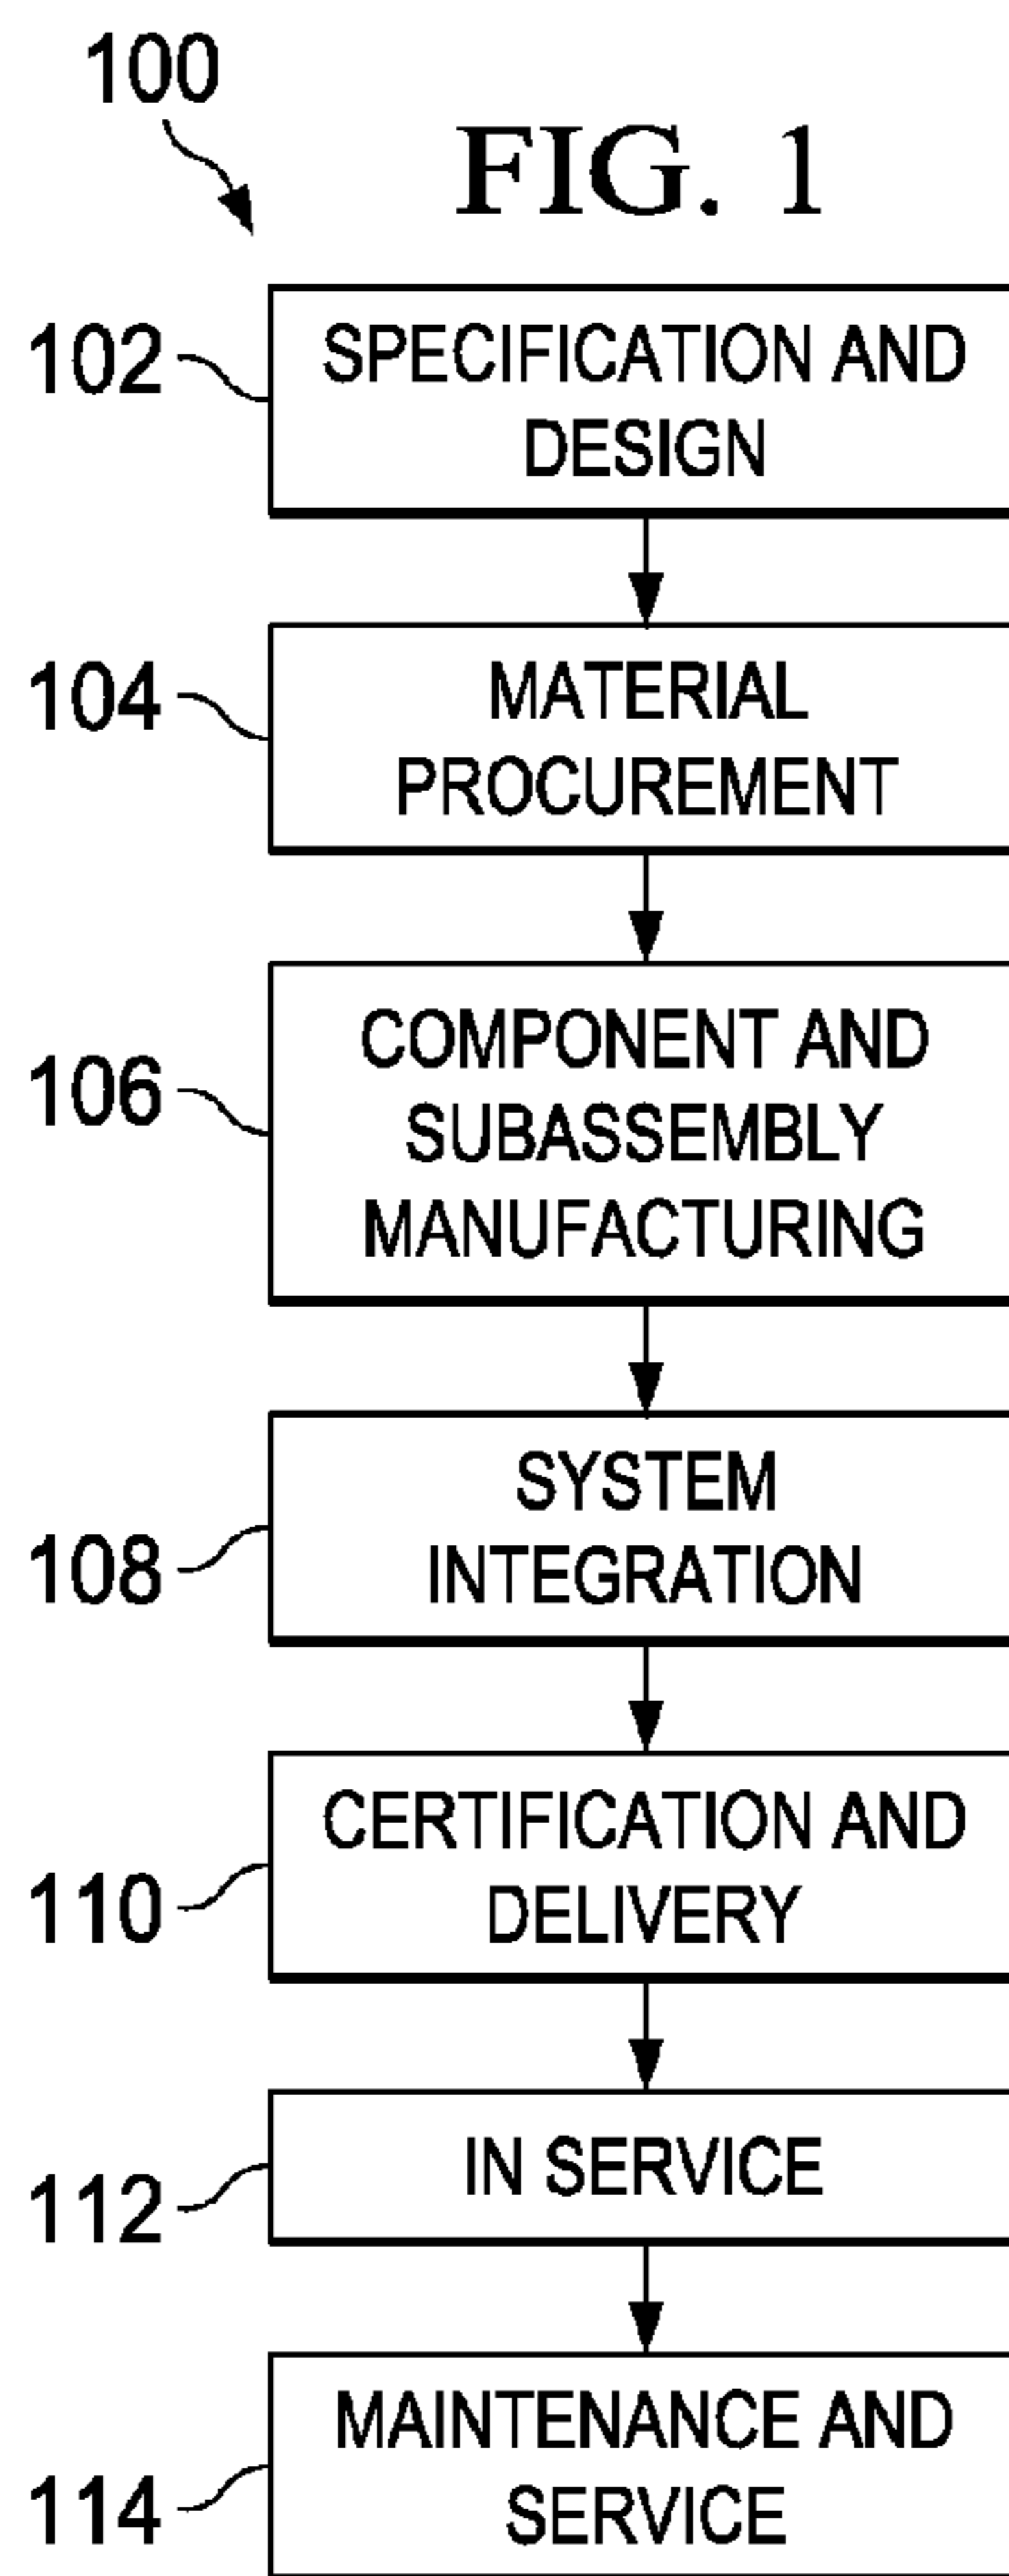 100
FIG. 1
102
SPECIFICATION AND
DESIGN
104
MATERIAL
PROCUREMENT
106
COMPONENT AND
SUBASSEMBLY
MANUFACTURING
108
SYSTEM
INTEGRATION
110
CERTIFICATION AND
DELIVERY
112
IN SERVICE
114
MAINTENANCE AND
SERVICE